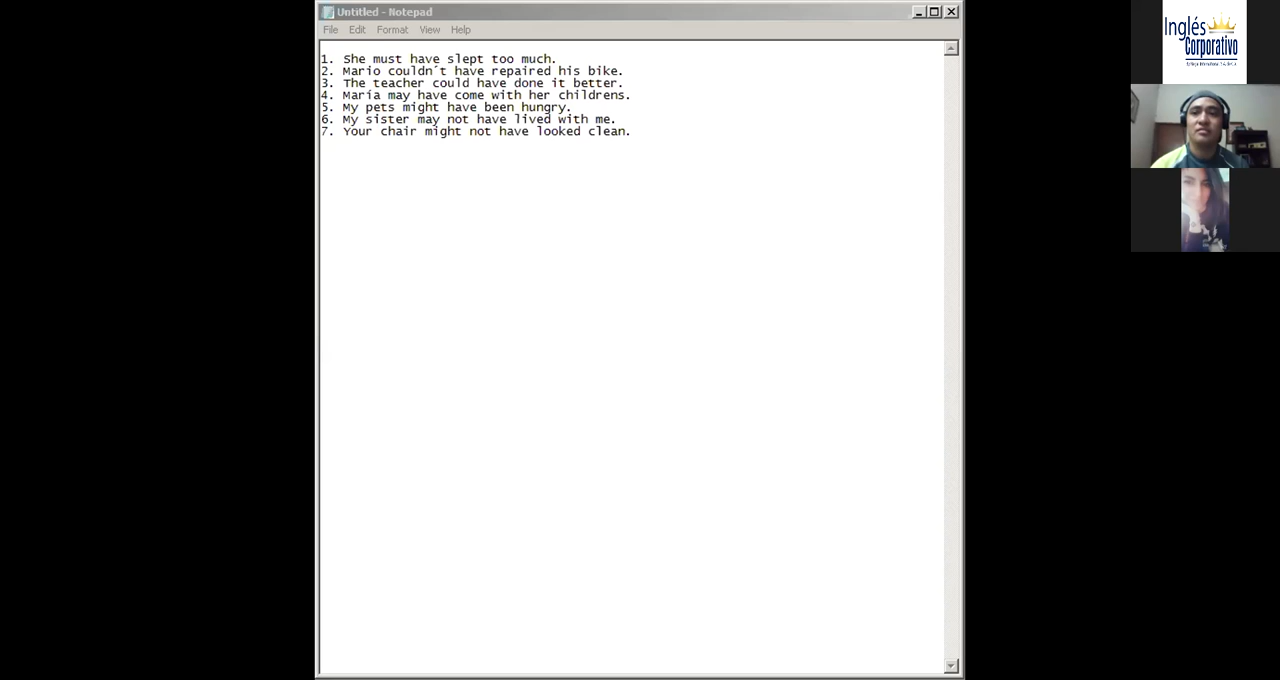 Untitled - Notepad
File Edit Format View Help
1. She must have slept too much.
2. Mario couldn´t have repaired his bike.
3. The teacher could have done it better.
4. María may have come with her childrens.
5. My pets might have been hungry.
6. My sister may not have lived with me.
7. Your chair might not have looked clean.
Inglés
Corporativo